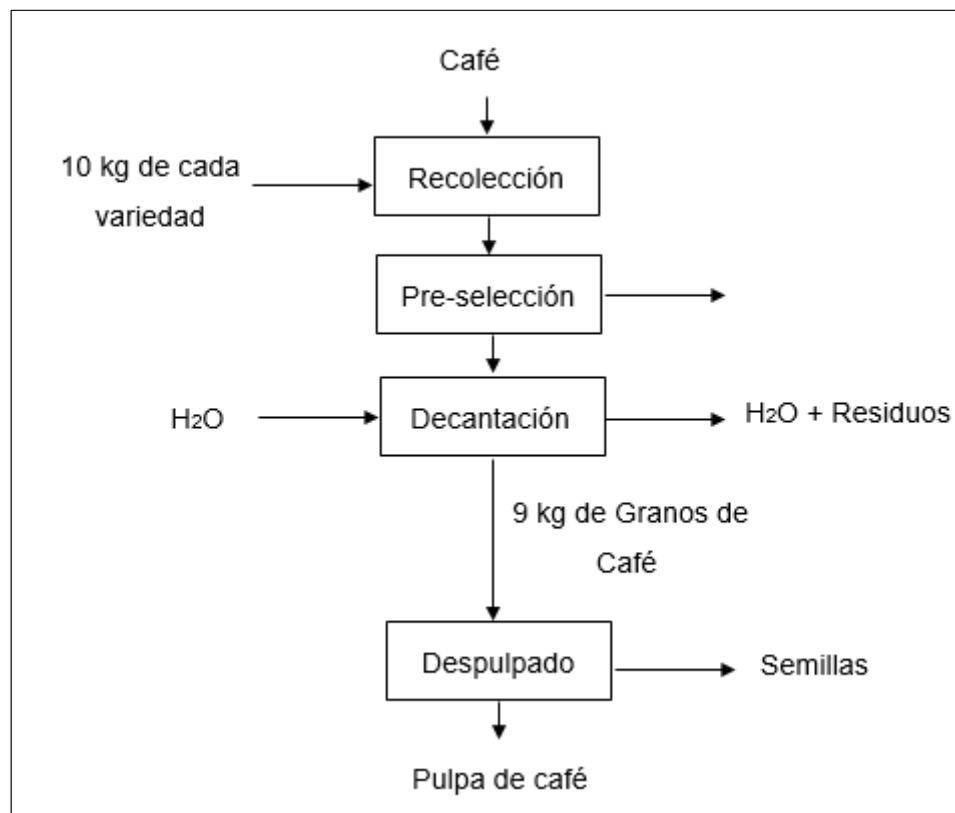 Café
10 kg de cada
variedad
Recolección
Pre-selección
H2O
Decantación
H2O + Residuos
9 kg de Granos de
Café
Despulpado
Semillas
Pulpa de café